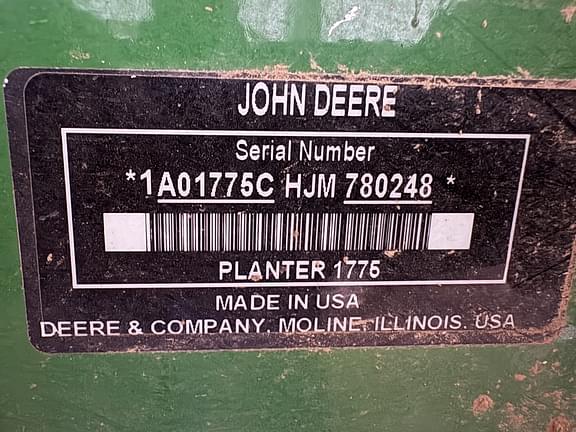 JOHN DEERE
Serial Number
*1A01775C HJM 780248 *
PLANTER 1775
MADE IN USA
DEERE & COMPANY, MOLINE, ILLINOIS. USA